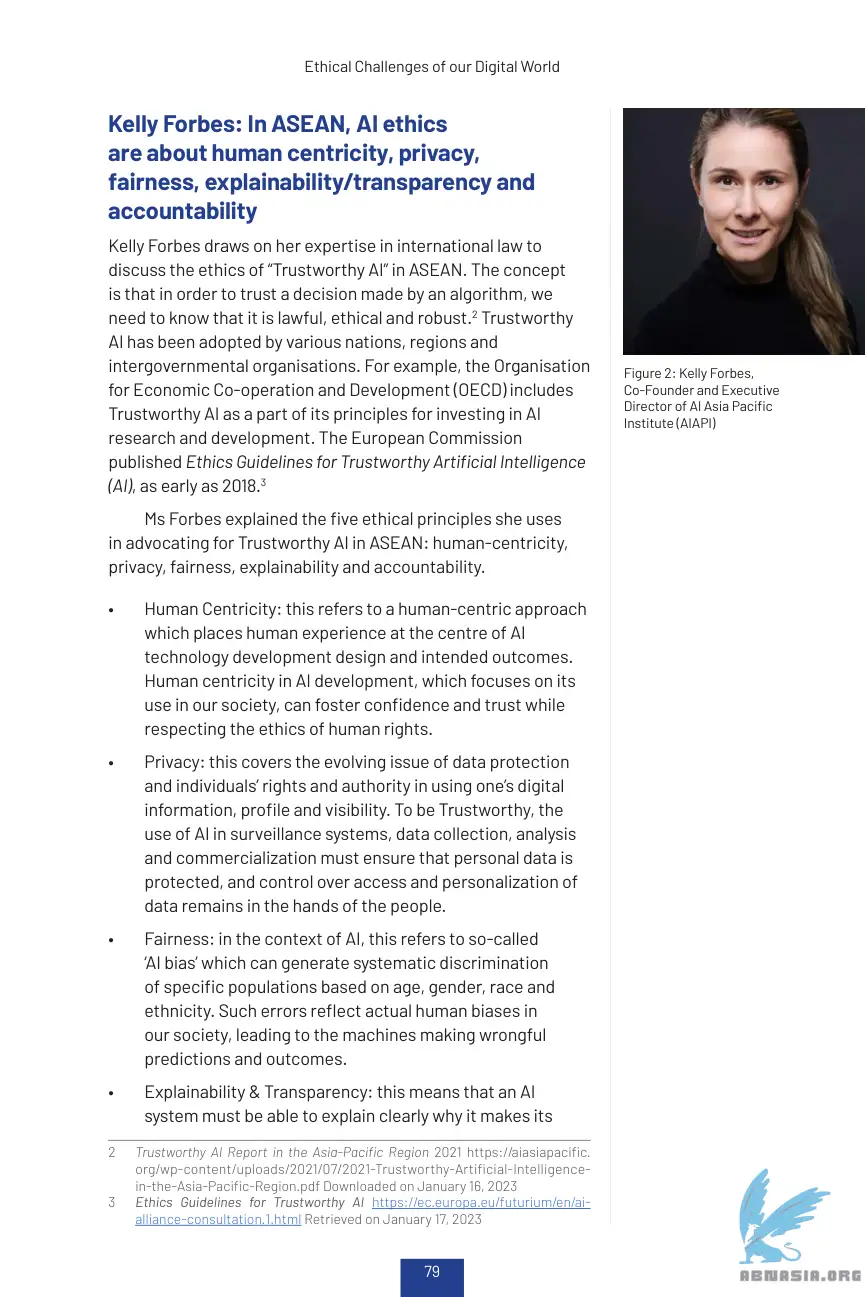 Ethical Challenges of our Digital World
Kelly Forbes: In ASEAN, AI ethics
are about human centricity, privacy,
fairness, explainability/transparency and
accountability
Kelly Forbes draws on her expertise in international law to
discuss the ethics of “Trustworthy AI” in ASEAN. The concept
is that in order to trust a decision made by an algorithm, we
need to know that it is lawful, ethical and robust.2 Trustworthy
AI has been adopted by various nations, regions and
intergovernmental organisations. For example, the Organisation
for Economic Co-operation and Development (OECD) includes
Trustworthy AI as a part of its principles for investing in AI
research and development. The European Commission
published Ethics Guidelines for Trustworthy Artificial Intelligence
(AI), as early as 2018.3
Ms Forbes explained the five ethical principles she uses
in advocating for Trustworthy AI in ASEAN: human-centricity,
privacy, fairness, explainability and accountability.
• Human Centricity: this refers to a human-centric approach
which places human experience at the centre of AI
technology development design and intended outcomes.
Human centricity in AI development, which focuses on its
use in our society, can foster confidence and trust while
respecting the ethics of human rights.
• Privacy: this covers the evolving issue of data protection
and individuals’ rights and authority in using one’s digital
information, profile and visibility. To be Trustworthy, the
use of AI in surveillance systems, data collection, analysis
and commercialization must ensure that personal data is
protected, and control over access and personalization of
data remains in the hands of the people.
• Fairness: in the context of AI, this refers to so-called
‘AI bias’ which can generate systematic discrimination
of specific populations based on age, gender, race and
ethnicity. Such errors reflect actual human biases in
our society, leading to the machines making wrongful
predictions and outcomes.
• Explainability & Transparency: this means that an AI
system must be able to explain clearly why it makes its
2 Trustworthy AI Report in the Asia-Pacific Region 2021 https://aiasiapacific.
org/wp-content/uploads/2021/07/2021-Trustworthy-Artificial-Intelligence-
in-the-Asia-Pacific-Region.pdf Downloaded on January 16, 2023
3 Ethics Guidelines for Trustworthy AI https://ec.europa.eu/futurium/en/ai-
alliance-consultation.1.html Retrieved on January 17, 2023
Figure 2: Kelly Forbes,
Co-Founder and Executive
Director of AI Asia Pacific
Institute (AIAPI)
79
ABNASIA.ORG